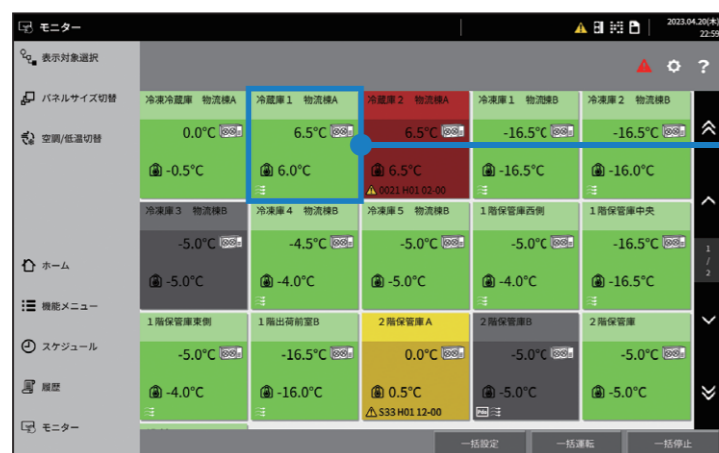 モニター
2023.04.20(木)
22:59
表示対象選択
パネルサイズ切替
空調/低温切替
ホーム
機能メニュー
スケジュール
履歴
モニター
?
冷凍冷蔵庫 物流棟A
0.0°C
-0.5°C
冷蔵庫1 物流棟A
6.5°C
6.0°C
冷蔵庫2 物流棟A
6.5°C
6.5°C
0021 H01 02-00
冷凍庫1 物流棟B
-16.5°C
-16.5°C
冷凍庫2 物流棟B
-16.5°C
-16.0°C
冷凍庫3 物流棟B
-5.0°C
-5.0°C
冷凍庫4 物流棟B
-4.5°C
-4.0°C
冷凍庫5 物流棟B
-5.0°C
-5.0°C
1階保管庫西側
-5.0°C
-4.0°C
1階保管庫中央
-16.5°C
-16.5°C
1階保管庫東側
-5.0°C
-4.0°C
1階出荷前室B
-16.5°C
-16.0°C
2階保管庫A
0.0°C
0.5°C
S33 H01 12-00
2階保管庫B
-5.0°C
-5.0°C
2階保管庫
-5.0°C
-5.0°C
1
/
2
一括設定
一括運転
一括停止